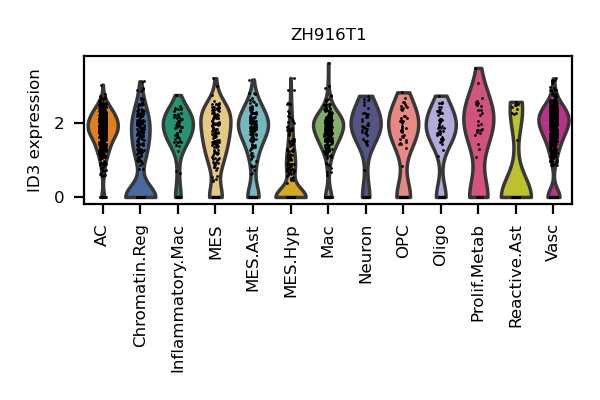 ZH916T1
ID3 expression
2
0
AC
Chromatin.Reg
Inflammatory.Mac
MES
MES.Ast
MES.Hyp
Mac
Neuron
OPC
Oligo
Prolif.Metab
Reactive.Ast
Vasc